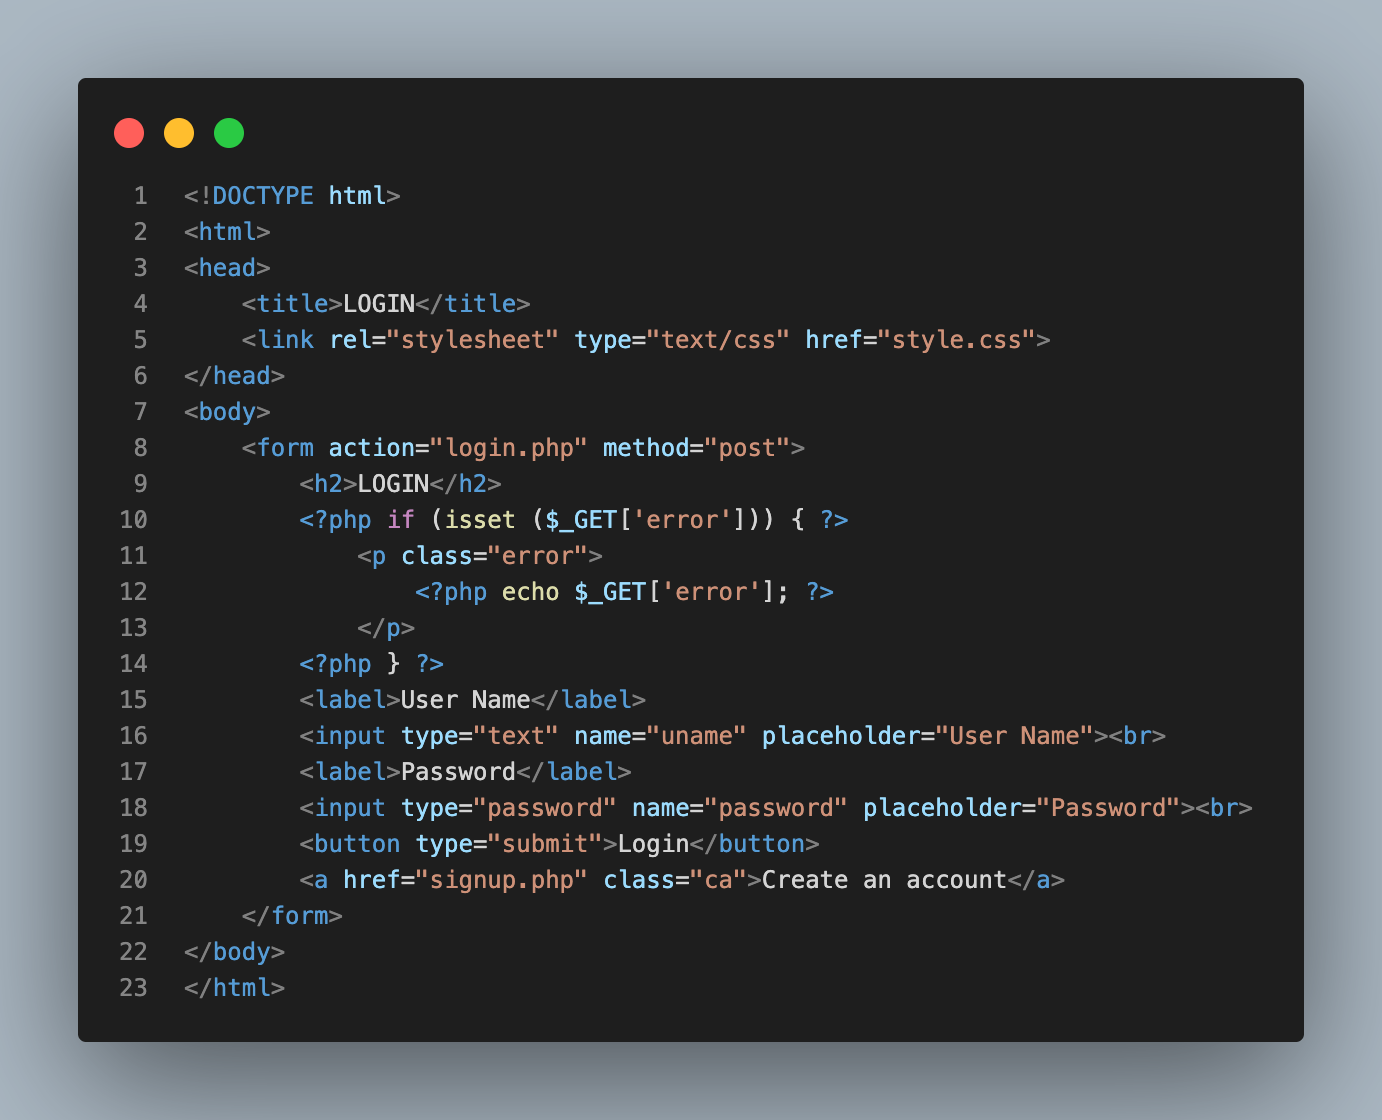 1 <!DOCTYPE html>
2 <html>
3 <head>
4     <title>LOGIN</title>
5     <link rel="stylesheet" type="text/css" href="style.css">
6 </head>
7 <body>
8     <form action="login.php" method="post">
9         <h2>LOGIN</h2>
10         <?php if (isset ($_GET['error'])) { ?>
11             <p class="error">
12                 <?php echo $_GET['error']; ?>
13             </p>
14         <?php } ?>
15         <label>User Name</label>
16         <input type="text" name="uname" placeholder="User Name"><br>
17         <label>Password</label>
18         <input type="password" name="password" placeholder="Password"><br>
19         <button type="submit">Login</button>
20         <a href="signup.php" class="ca">Create an account</a>
21     </form>
22 </body>
23 </html>